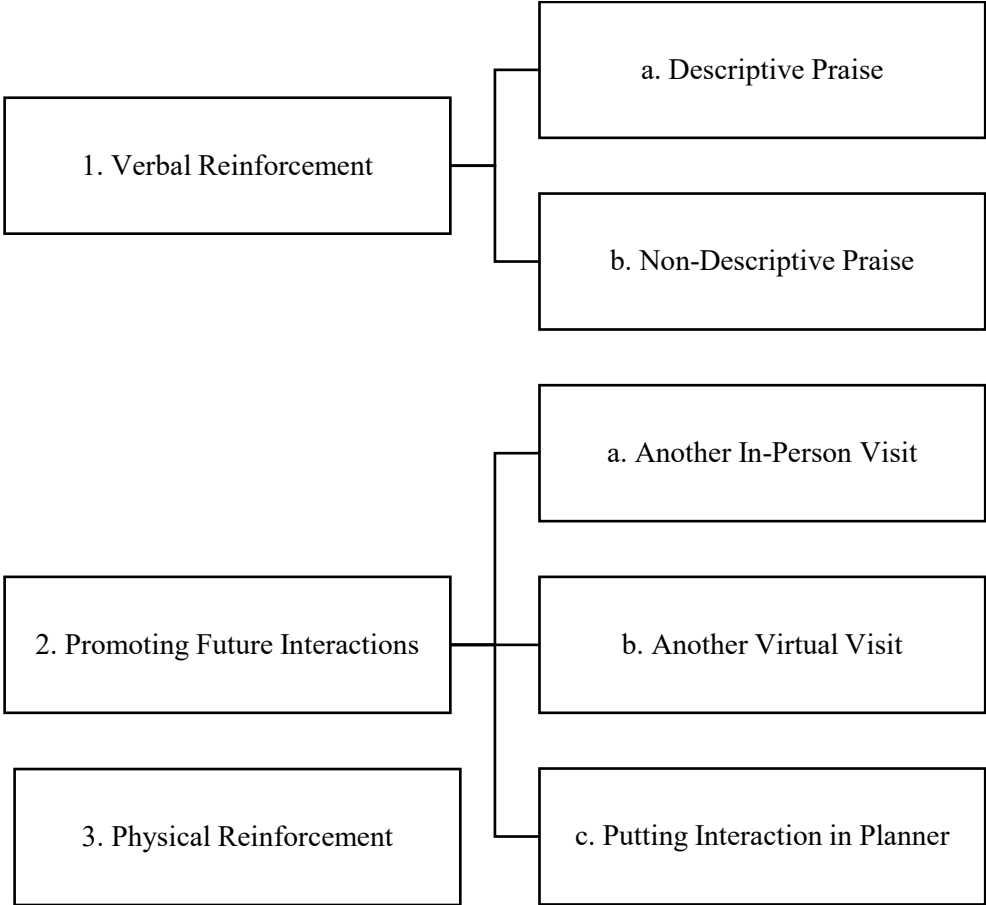 1. Verbal Reinforcement
a. Descriptive Praise
b. Non-Descriptive Praise
2. Promoting Future Interactions
a. Another In-Person Visit
b. Another Virtual Visit
c. Putting Interaction in Planner
3. Physical Reinforcement